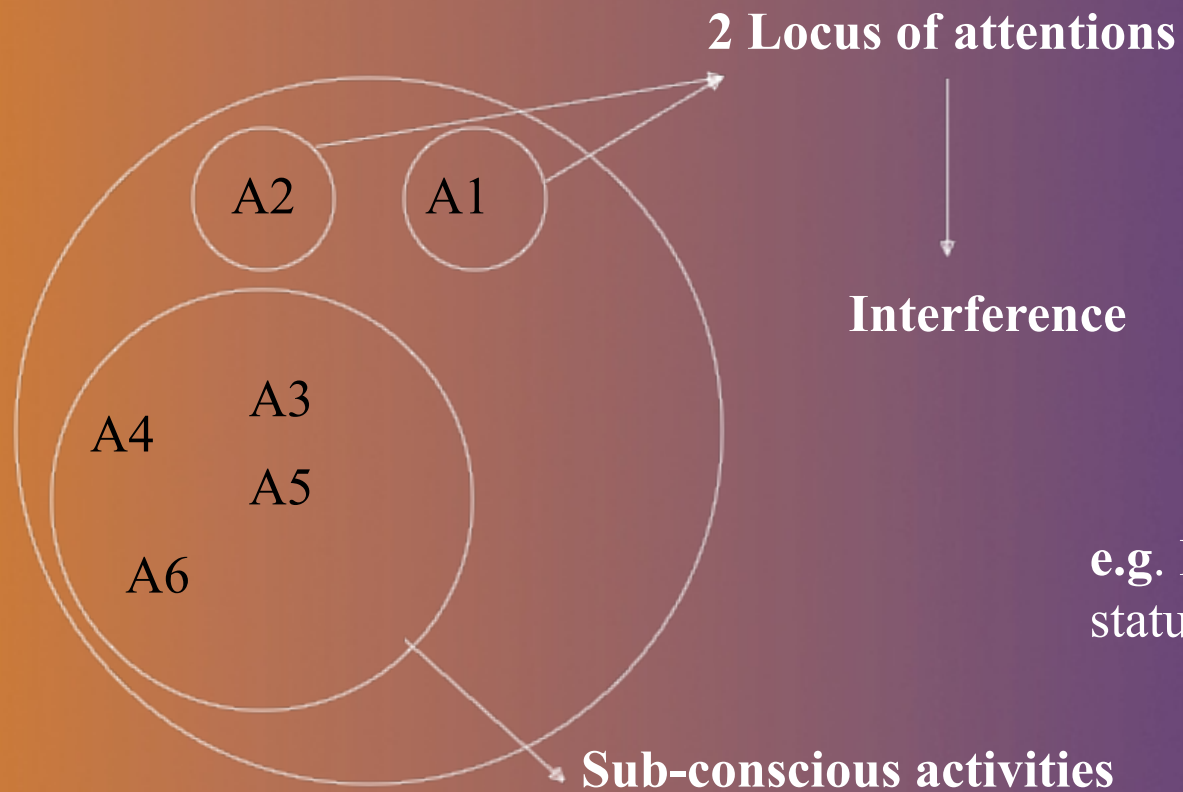 2 Locus of attentions
A2 A1
Interference
A3
A4
A5
e.g.
A6
Sub-conscious activities